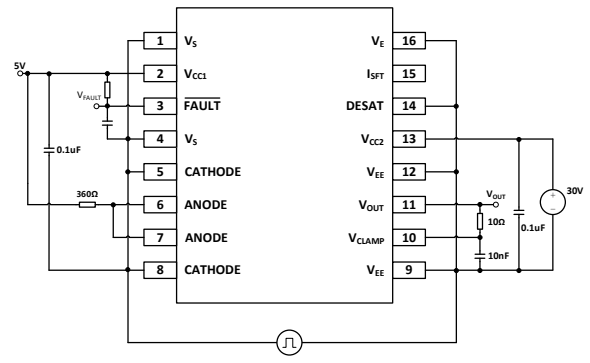 1 V_S V_E 16
5V
2 V_CC1 I_SFT 15
V_FAULT
3 FAULT DESAT 14
4 V_S V_CC2 13
0.1uF
5 CATHODE V_EE 12
360Ω
6 ANODE V_OUT 11
V_OUT
30V
10Ω
0.1uF
7 ANODE V_CLAMP 10
10nF
8 CATHODE V_EE 9